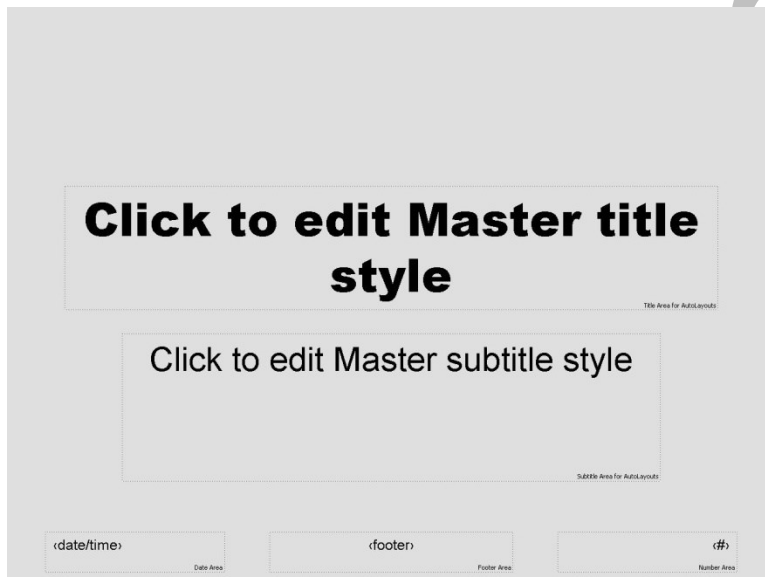 Click to edit Master title
style
Title Area for AutoLayouts
Click to edit Master subtitle style
Subtitle Area for AutoLayouts
‹date/time›
Date Area
‹footer›
Footer Area
‹#›
Number Area